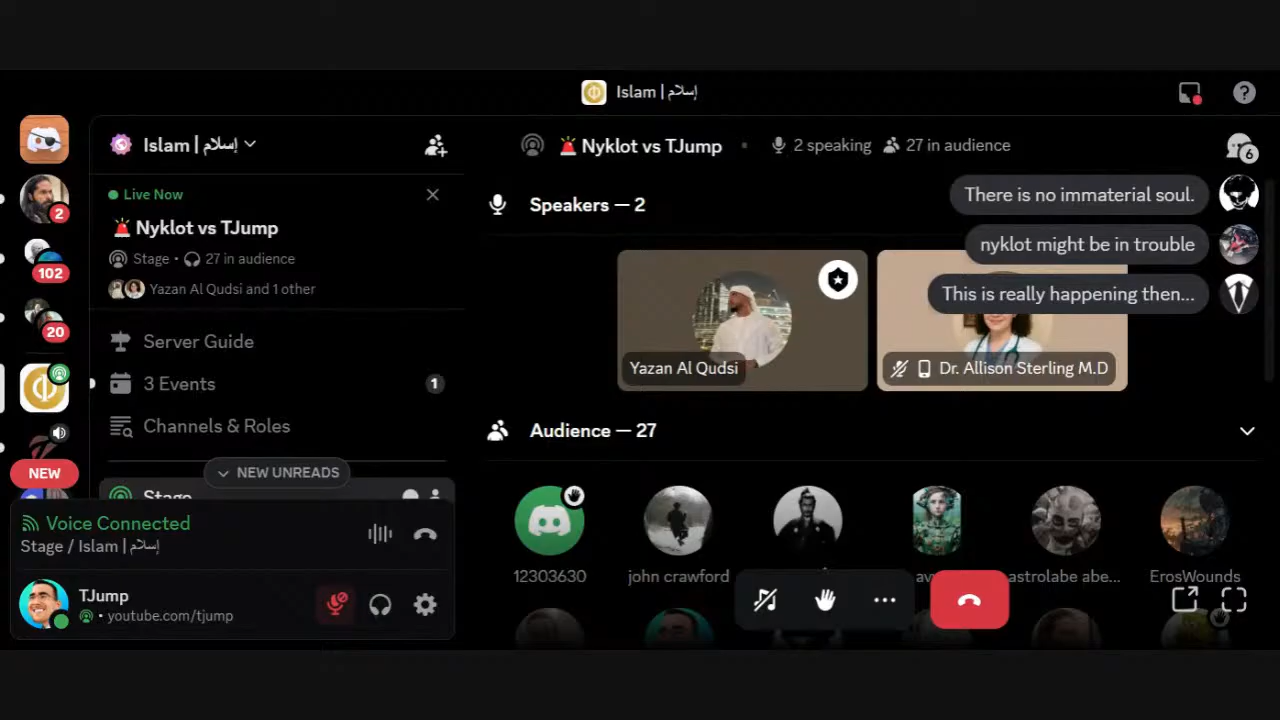 Islam | إسلام
Islam | إسلام
Live Now
Nyklot vs TJump
Stage • 27 in audience
Yazan Al Qudsi and 1 other
Server Guide
3 Events
1
Channels & Roles
NEW UNREADS
Stage
2
102
20
NEW
Voice Connected
Stage / Islam | إسلام
TJump
• youtube.com/tjump
Nyklot vs TJump • 2 speaking 27 in audience
6
Speakers — 2
There is no immaterial soul.
nyklot might be in trouble
This is really happening then...
Yazan Al Qudsi
Dr. Allison Sterling M.D
Audience — 27
12303630
john crawford
astrolabe abe...
ErosWounds